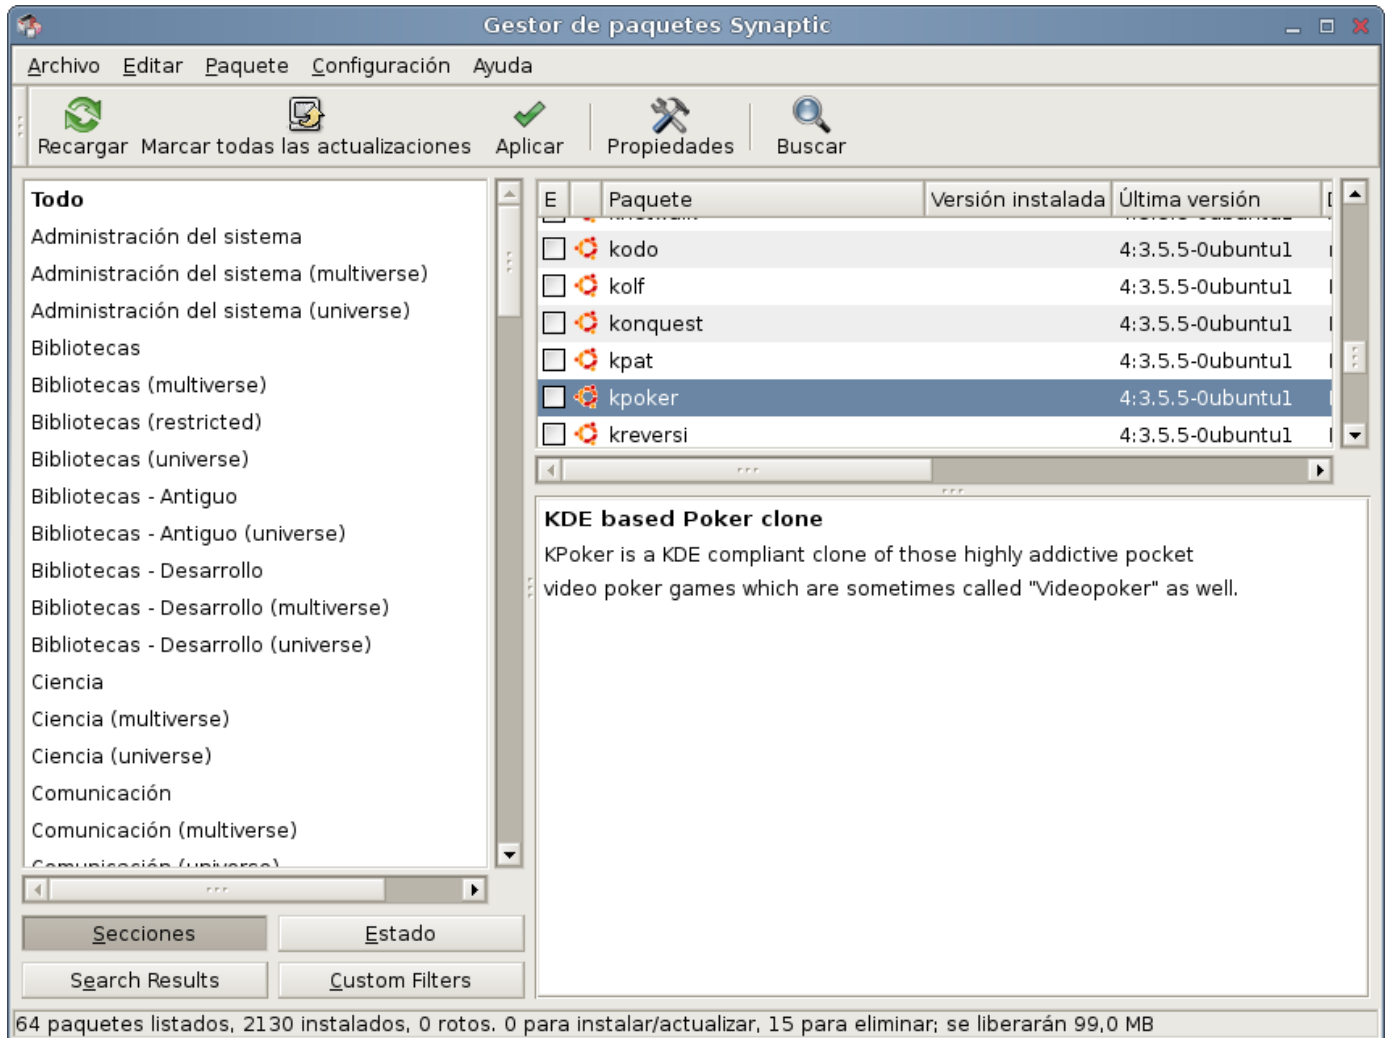 Gestor de paquetes Synaptic
Archivo Editar Paquete Configuración Ayuda
Recargar Marcar todas las actualizaciones Aplicar Propiedades Buscar
Todo
Administración del sistema
Administración del sistema (multiverse)
Administración del sistema (universe)
Bibliotecas
Bibliotecas (multiverse)
Bibliotecas (restricted)
Bibliotecas (universe)
Bibliotecas - Antiguo
Bibliotecas - Antiguo (universe)
Bibliotecas - Desarrollo
Bibliotecas - Desarrollo (multiverse)
Bibliotecas - Desarrollo (universe)
Ciencia
Ciencia (multiverse)
Ciencia (universe)
Comunicación
Comunicación (multiverse)
Comunicación (universe)
Secciones Estado
Search Results Custom Filters
E Paquete Versión instalada Última versión
kodo 4:3.5.5-0ubuntu1
kolf 4:3.5.5-0ubuntu1
konquest 4:3.5.5-0ubuntu1
kpat 4:3.5.5-0ubuntu1
kpoker 4:3.5.5-0ubuntu1
kreversi 4:3.5.5-0ubuntu1
KDE based Poker clone
KPoker is a KDE compliant clone of those highly addictive pocket
video poker games which are sometimes called "Videopoker" as well.
64 paquetes listados, 2130 instalados, 0 rotos. 0 para instalar/actualizar, 15 para eliminar; se liberarán 99,0 MB